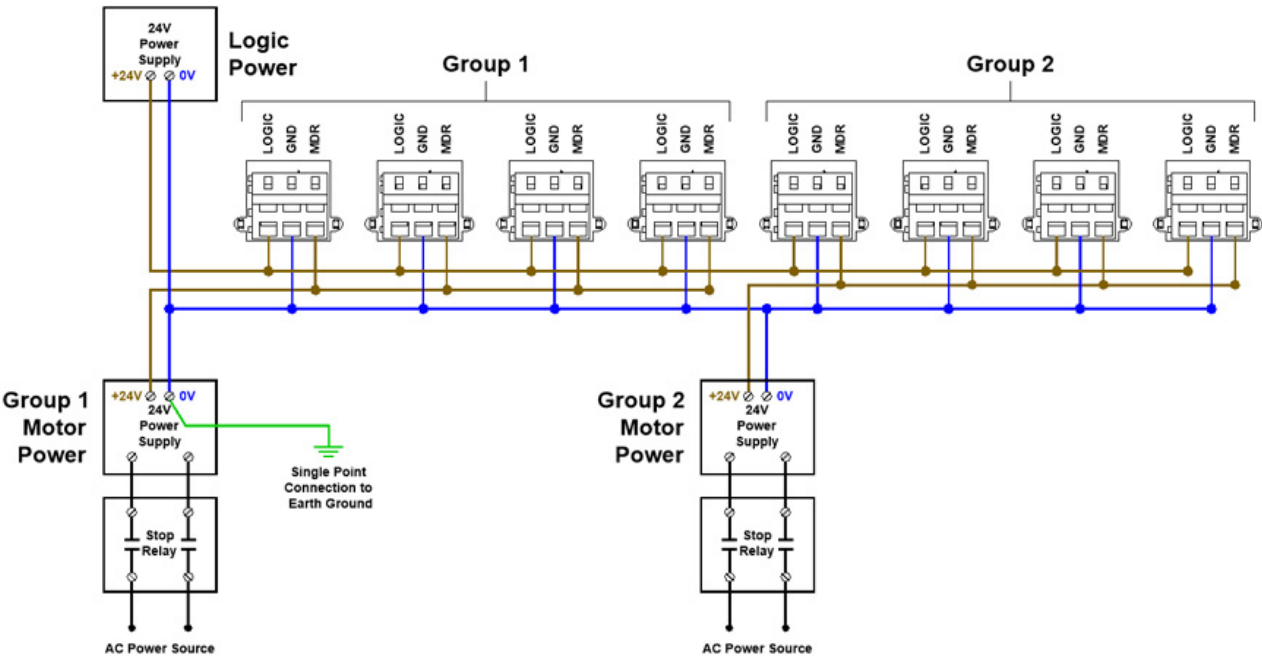 24V
Power
Supply
+24V 0V
Logic
Power
Group 1
Group 2
LOGIC GND MDR
LOGIC GND MDR
LOGIC GND MDR
LOGIC GND MDR
LOGIC GND MDR
LOGIC GND MDR
LOGIC GND MDR
LOGIC GND MDR
Group 1
Motor
Power
+24V 0V
24V
Power
Supply
Single Point
Connection to
Earth Ground
Stop
Relay
AC Power Source
Group 2
Motor
Power
+24V 0V
24V
Power
Supply
Stop
Relay
AC Power Source